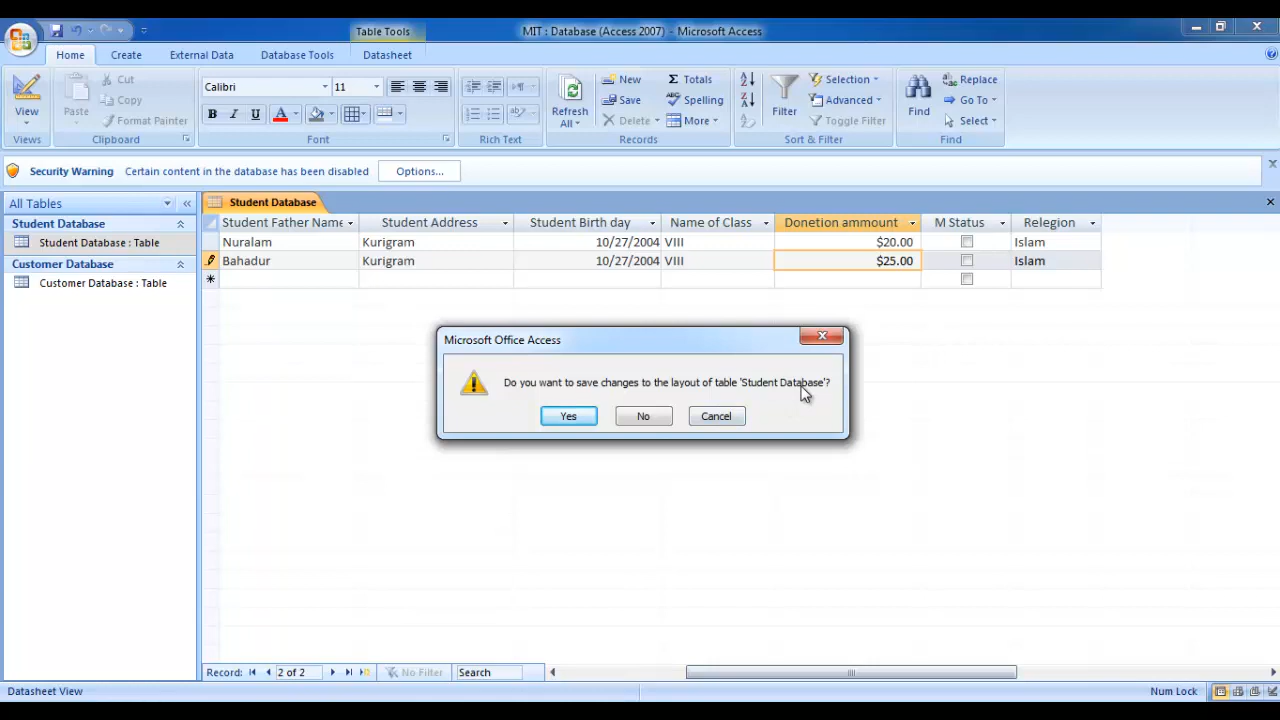 Table Tools
MIT : Database (Access 2007) - Microsoft Access
Home Create External Data Database Tools Datasheet
View
Views
Paste
Cut
Copy
Format Painter
Clipboard
Calibri 11
B I U A
Font
Rich Text
Refresh
All
New
Save
Delete
Totals
Spelling
More
Records
Filter
Selection
Advanced
Toggle Filter
Sort & Filter
Find
Replace
Go To
Select
Find
Security Warning Certain content in the database has been disabled Options...
All Tables
Student Database
Student Database : Table
Customer Database
Customer Database : Table
Student Database
Student Father Name Student Address Student Birth day Name of Class Donetion ammount M Status Relegion
Nuralam Kurigram 10/27/2004 VIII $20.00 Islam
Bahadur Kurigram 10/27/2004 VIII $25.00 Islam
Microsoft Office Access
Do you want to save changes to the layout of table 'Student Database'?
Yes No Cancel
Record: 2 of 2 No Filter Search
Datasheet View
Num Lock